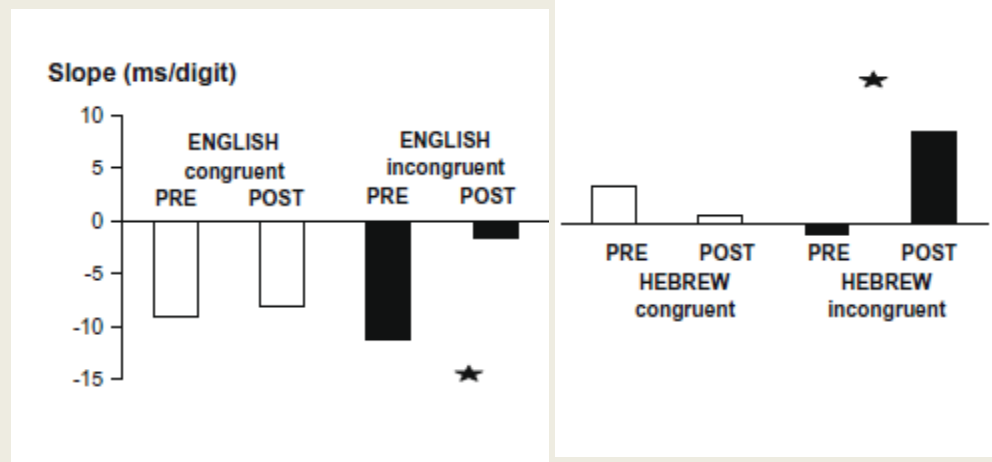 Slope (ms/digit)
10
ENGLISH congruent
ENGLISH incongruent
5
PRE POST PRE POST
0
-5
-10
-15
PRE POST PRE POST
HEBREW congruent
HEBREW incongruent